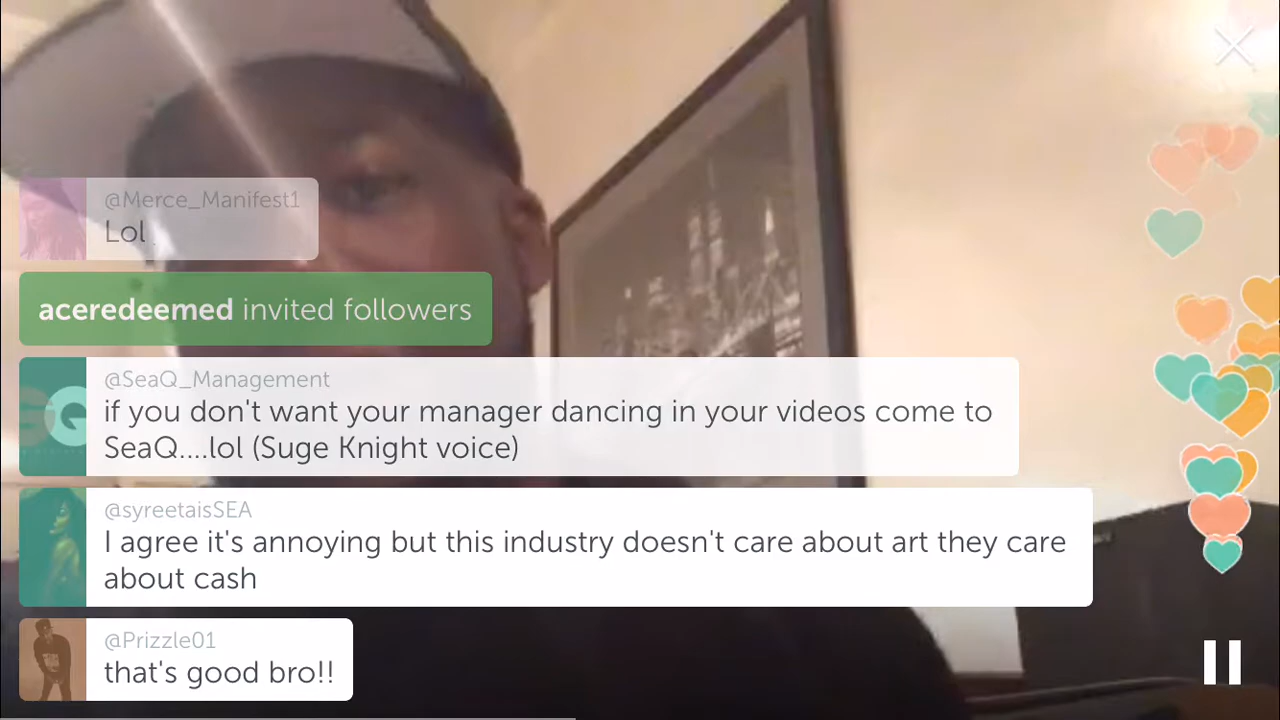 @Merce_Manifest1
Lol
aceredeemed invited followers
@SeaQ_Management
if you don't want your manager dancing in your videos come to
SeaQ....lol (Suge Knight voice)
@syreetaisSEA
I agree it's annoying but this industry doesn't care about art they care
about cash
@Prizzle01
that's good bro!!